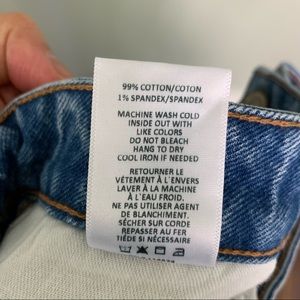 99% COTTON/COTON
1% SPANDEX/SPANDEX
MACHINE WASH COLD
INSIDE OUT WITH
LIKE COLORS
DO NOT BLEACH
HANG TO DRY
COOL IRON IF NEEDED
RETOURNER LE
VÉTEMENT À L'ENVERS
LAVER À LA MACHINE
À L'EAU FROID.
NE PAS UTILISER AGENT
DE BLANCHIMENT.
SÉCHER SUR CORDE
REPASSER AU FER
TIÉDE SI NÉCESSAIRE